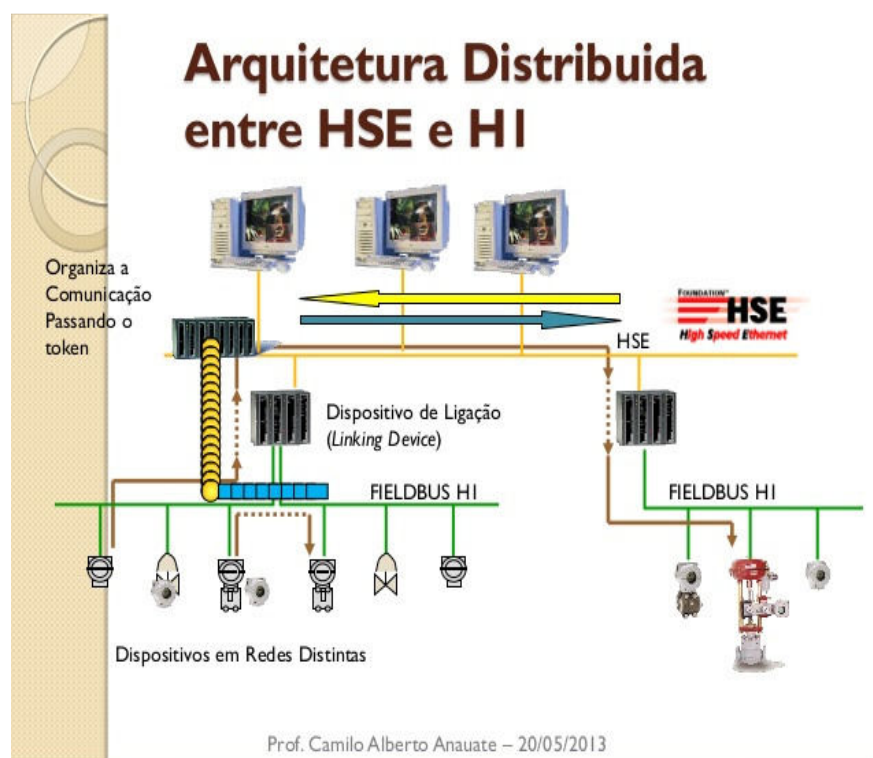 Arquitetura Distribuida
entre HSE e H1
Organiza a
Comunicação
Passando o
token
FOUNDATION™
HSE
High Speed Ethernet
HSE
Dispositivo de Ligação
(Linking Device)
FIELDBUS H1
FIELDBUS H1
Dispositivos em Redes Distintas
Prof. Camilo Alberto Anauate – 20/05/2013